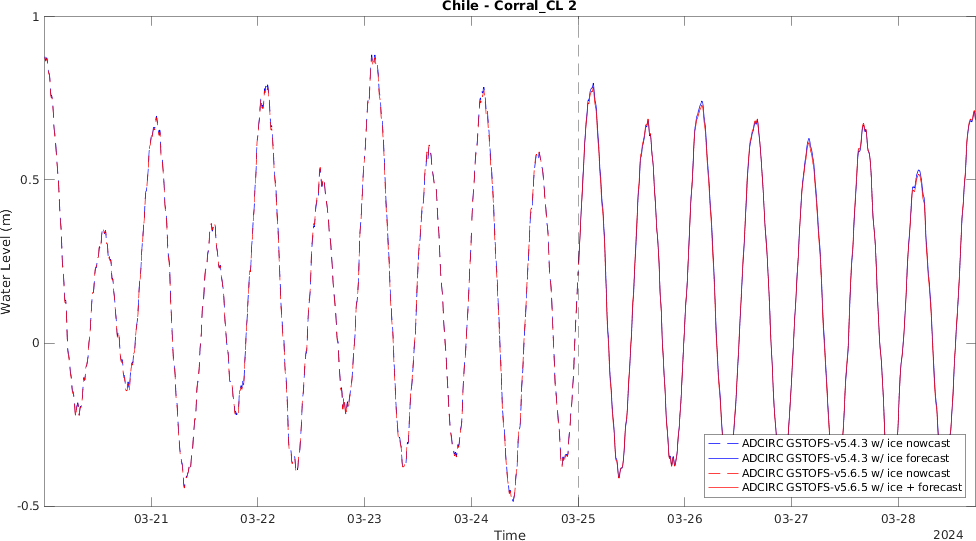 Chile - Corral_CL 2
1
0.5
0
-0.5
Water Level (m)
ADCIRC GSTOFS-v5.4.3 w/ ice nowcast
ADCIRC GSTOFS-v5.4.3 w/ ice forecast
ADCIRC GSTOFS-v5.6.5 w/ ice nowcast
ADCIRC GSTOFS-v5.6.5 w/ ice + forecast
03-21 03-22 03-23 03-24 03-25 03-26 03-27 03-28
Time
2024